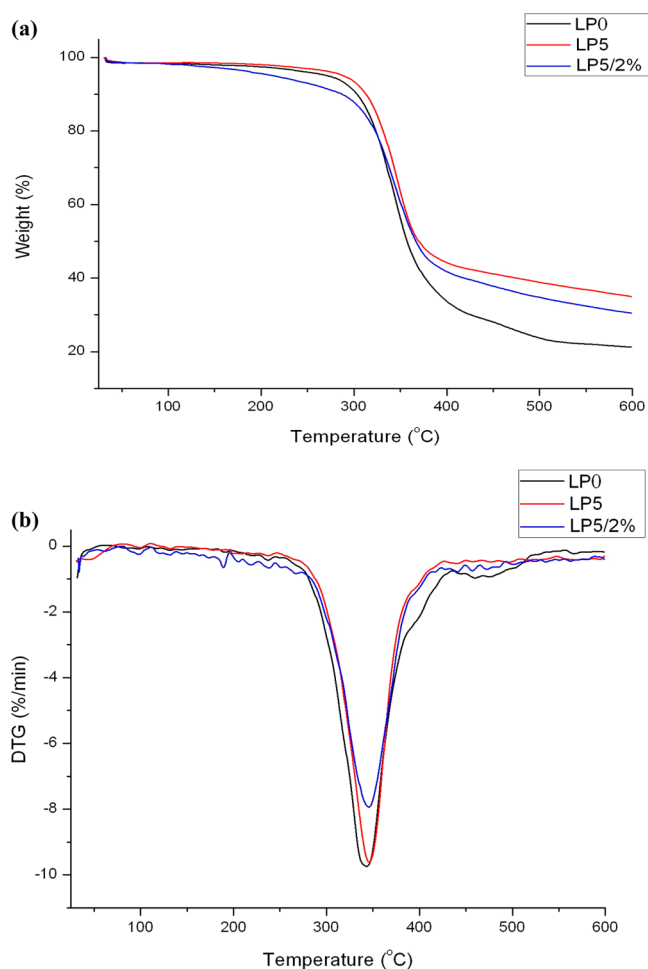 (a)
LP0
LP5
LP5/2%
100
80
60
40
20
Weight (%)
100 200 300 400 500 600
Temperature (°C)
(b)
LP0
LP5
LP5/2%
0
-2
-4
-6
-8
-10
DTG (%/min)
100 200 300 400 500 600
Temperature (°C)